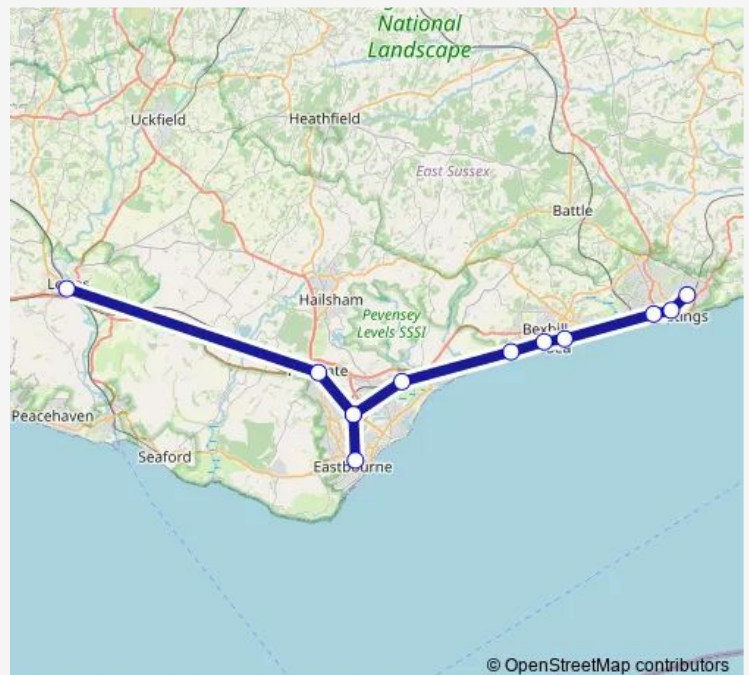 National
Landscape
Uckfield
Heathfield
East Sussex
Battle
Hailsham
Pevensey
Levels SSSI
Bexhill
Peacehaven
Seaford
Eastbourne
© OpenStreetMap contributors